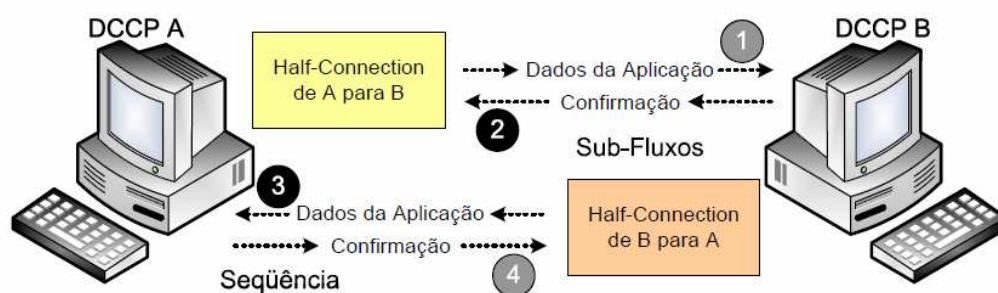 DCCP A
DCCP B
1
Half-Connection
de A para B
Dados da Aplicação
Confirmação
2
Sub-Fluxos
3
Dados da Aplicação
Half-Connection
de B para A
Confirmação
4
Seqüência